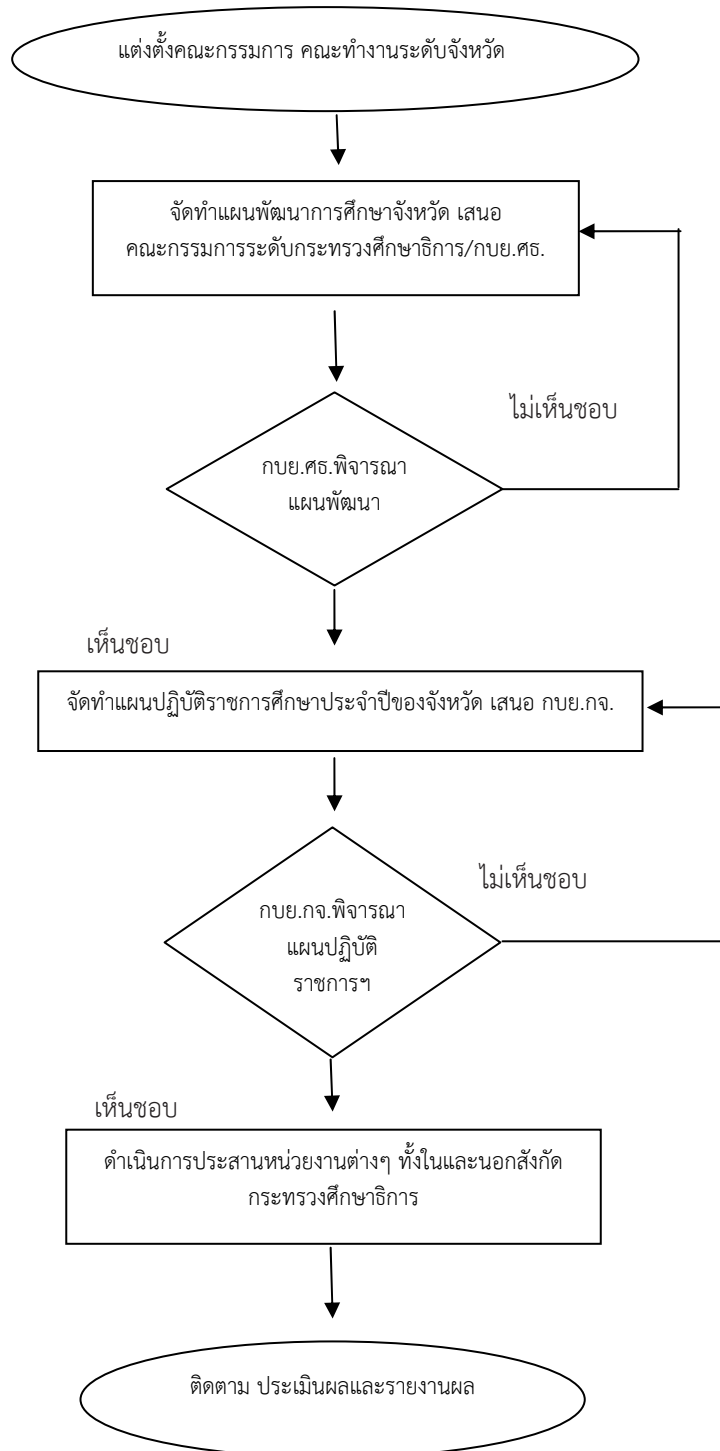 แต่งตั้งคณะกรรมการ คณะทำงานระดับจังหวัด
จัดทำแผนพัฒนาการศึกษาจังหวัด เสนอ
คณะกรรมการระดับกระทรวงศึกษาธิการ/กบย.ศธ.
ไม่เห็นชอบ
กบย.ศธ.พิจารณา
แผนพัฒนา
เห็นชอบ
จัดทำแผนปฏิบัติราชการศึกษาประจำปีของจังหวัด เสนอ กบย.กจ.
ไม่เห็นชอบ
กบย.กจ.พิจารณา
แผนปฏิบัติ
ราชการฯ
เห็นชอบ
ดำเนินการประสานหน่วยงานต่างๆ ทั้งในและนอกสังกัด
กระทรวงศึกษาธิการ
ติดตาม ประเมินผลและรายงานผล